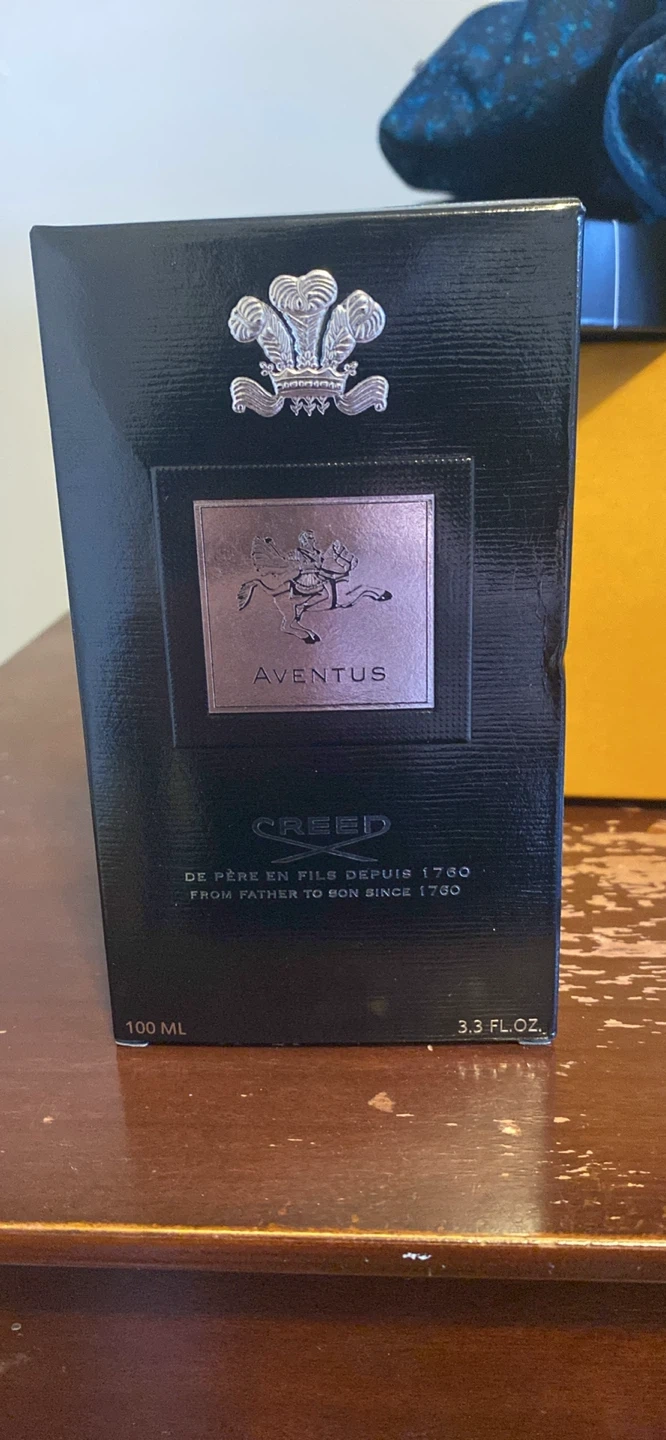 AVENTUS
CREED
DE PÈRE EN FILS DEPUIS 1760
FROM FATHER TO SON SINCE 1760
100 ML
3.3 FL.OZ.